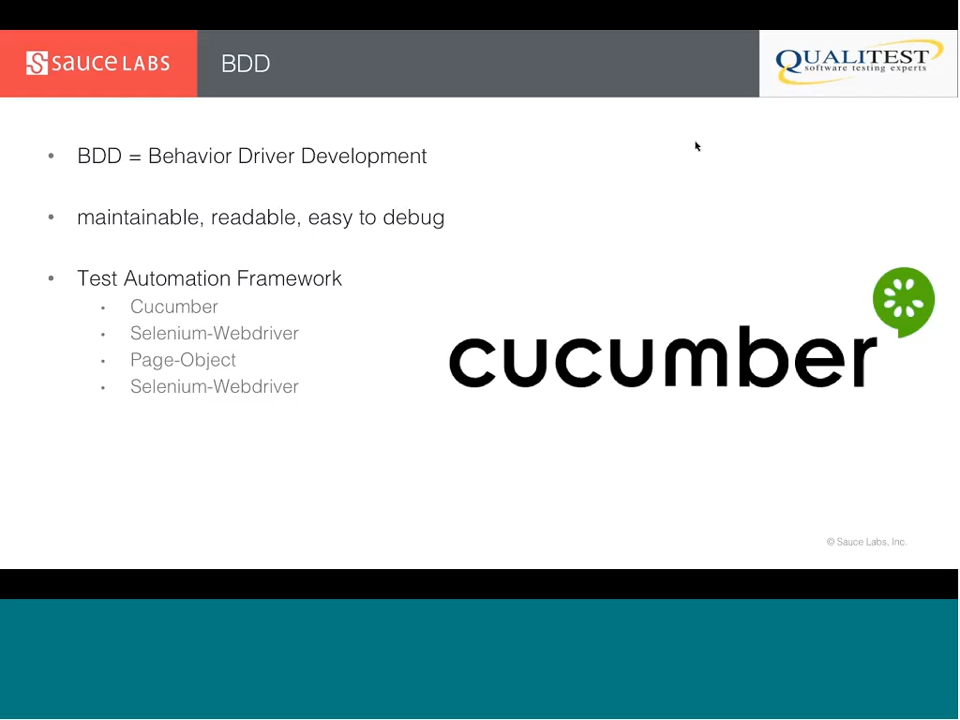 SAUCE LABS
BDD
QUALITEST
software testing experts
• BDD = Behavior Driver Development
• maintainable, readable, easy to debug
• Test Automation Framework
• Cucumber
• Selenium-Webdriver
• Page-Object
• Selenium-Webdriver
cucumber
© Sauce Labs, Inc.